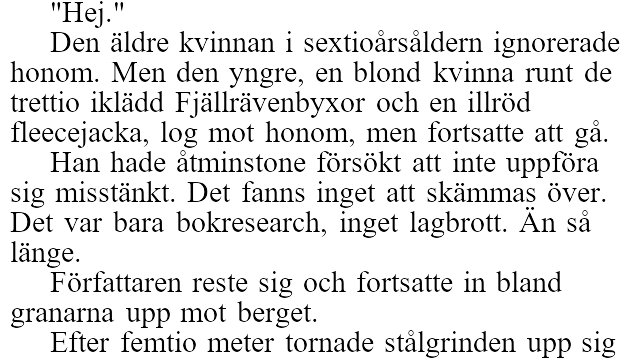 "Hej."
Den äldre kvinnan i sextioårsåldern ignorerade
honom. Men den yngre, en blond kvinna runt de
trettio iklädd Fjällrävenbyxor och en illröd
fleecejacka, log mot honom, men fortsatte att gå.
Han hade åtminstone försökt att inte uppföra
sig misstänkt. Det fanns inget att skämmas över.
Det var bara bokresearch, inget lagbrott. Än så
länge.
Författaren reste sig och fortsatte in bland
granarna upp mot berget.
Efter femtio meter tornade stålgrinden upp sig